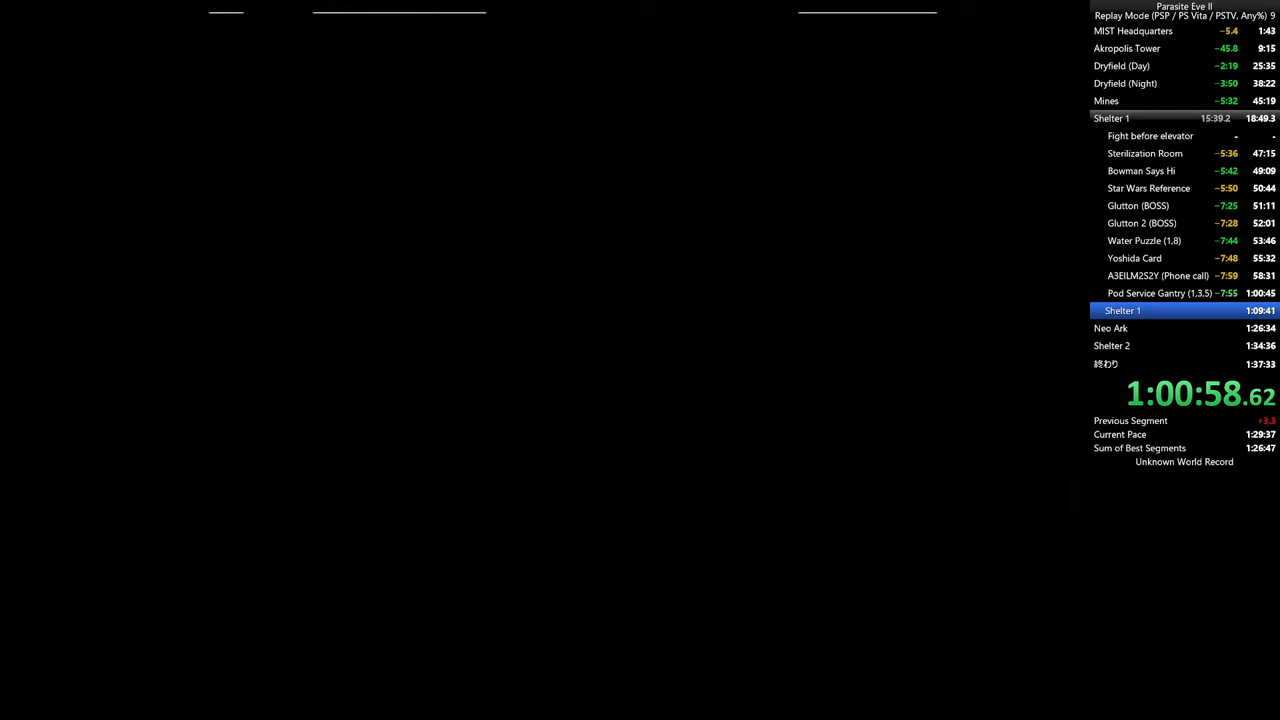 Parasite Eve II
Replay Mode (PSP / PS Vita / PSTV, Any%) 9
MIST Headquarters −5.4 1:43
Akropolis Tower −45.8 9:15
Dryfield (Day) −2:19 25:35
Dryfield (Night) −3:50 38:22
Mines −5:32 45:19
Shelter 1 15:39.2 18:49.3
Fight before elevator - -
Sterilization Room −5:36 47:15
Bowman Says Hi −5:42 49:09
Star Wars Reference −5:50 50:44
Glutton (BOSS) −7:25 51:11
Glutton 2 (BOSS) −7:28 52:01
Water Puzzle (1,8) −7:44 53:46
Yoshida Card −7:48 55:32
A3EILM2S2Y (Phone call) −7:59 58:31
Pod Service Gantry (1,3,5) −7:55 1:00:45
Shelter 1 1:09:41
Neo Ark 1:26:34
Shelter 2 1:34:36
終わり 1:37:33
1:00:58.62
Previous Segment +3.3
Current Pace 1:29:37
Sum of Best Segments 1:26:47
Unknown World Record